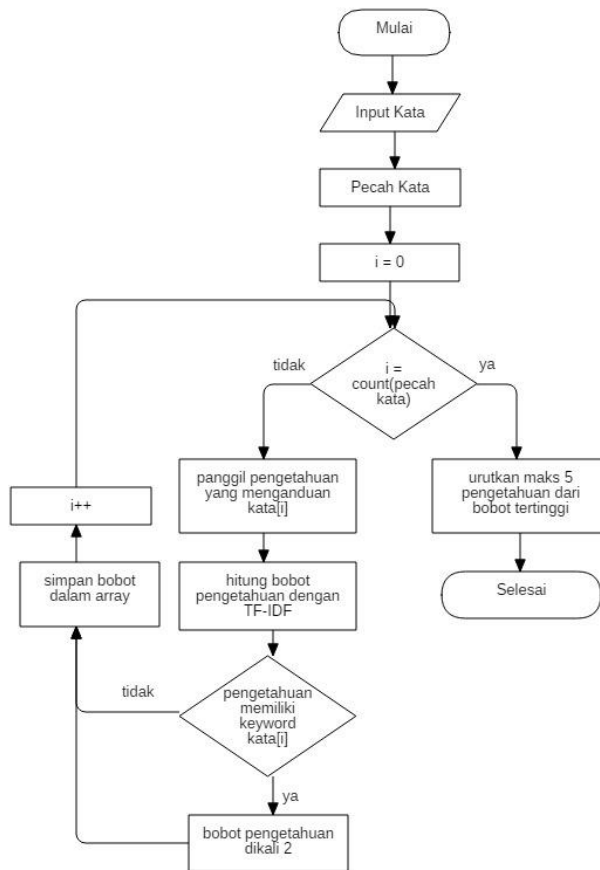 Mulai
Input Kata
Pecah Kata
i = 0
i =
count(pecah
kata)
tidak
ya
panggil pengetahuan
yang menganduan
kata[i]
urutkan maks 5
pengetahuan dari
bobot tertinggi
i++
simpan bobot
dalam array
hitung bobot
pengetahuan dengan
TF-IDF
Selesai
tidak
pengetahuan
memiliki
keyword
kata[i]
ya
bobot pengetahuan
dikali 2